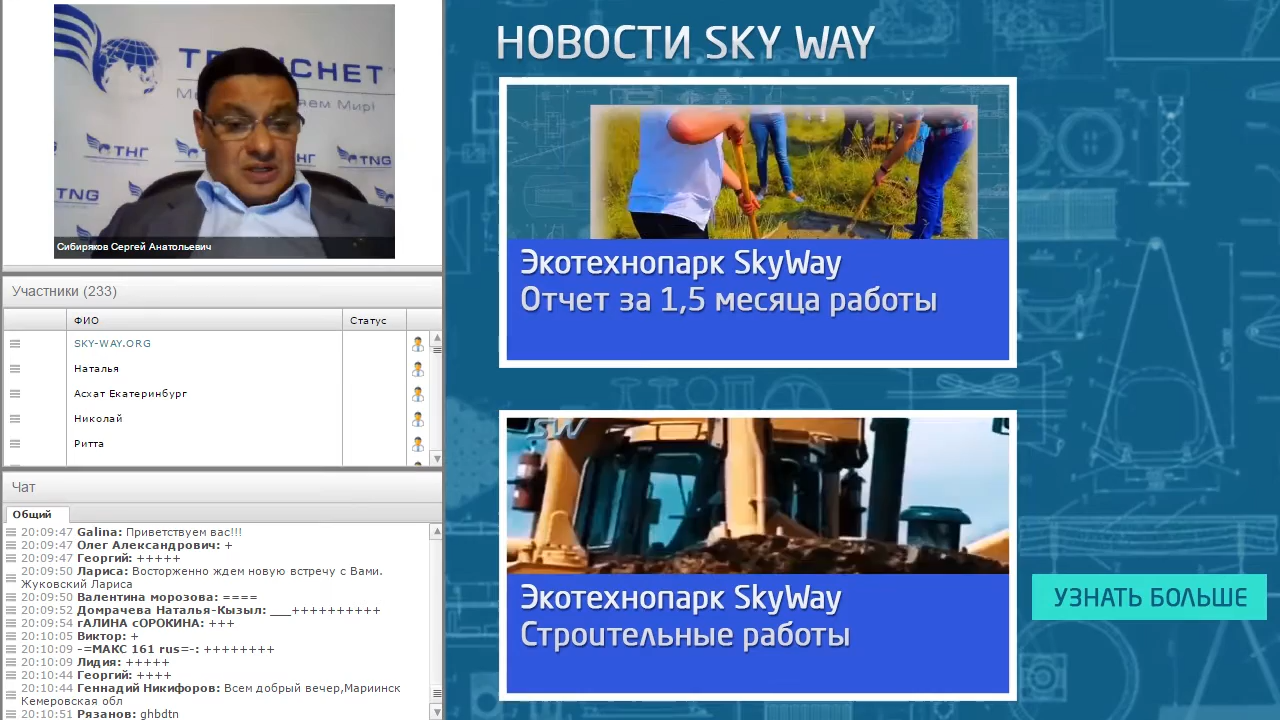 ТНГ
TNG
TNG
Сибиряков Сергей Анатольевич
НОВОСТИ SKY WAY
Экотехнопарк SkyWay
Отчет за 1,5 месяца работы
SW
Экотехнопарк SkyWay
Строительные работы
УЗНАТЬ БОЛЬШЕ
Участники (233)
ФИО Статус
SKY-WAY.ORG
Наталья
Асхат Екатеринбург
Николай
Ритта
Чат
Общий
20:09:47 Galina: Приветствуем вас!!!
20:09:47 Олег Александрович: +
20:09:47 Георгий: +++++
20:09:50 Лариса: Восторженно ждем новую встречу с Вами.
Жуковский Лариса
20:09:50 Валентина морозова: ====
20:09:52 Домрачева Наталья-Кызыл: ___++++++++++
20:09:54 гАЛИНА сОРОКИНА: +++
20:10:05 Виктор: +
20:10:09 -=МАКС 161 rus=-: ++++++++
20:10:09 Лидия: +++++
20:10:44 Георгий: ++++
20:10:44 Геннадий Никифоров: Всем добрый вечер,Мариинск
Кемеровская обл
20:10:51 Рязанов: ghbdtn